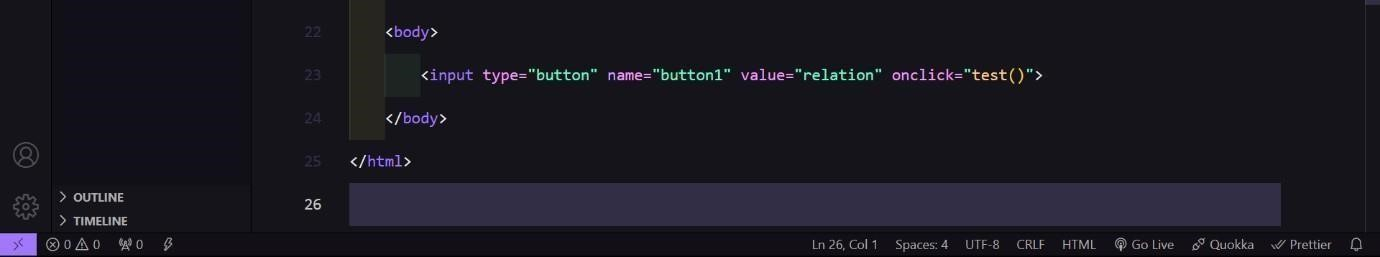 22 <body>
23 <input type="button" name="button1" value="relation" onclick="test()">
24 </body>
25 </html>
26
OUTLINE
TIMELINE
0 0 0 Ln 26, Col 1 Spaces: 4 UTF-8 CRLF HTML Go Live Quokka Prettier